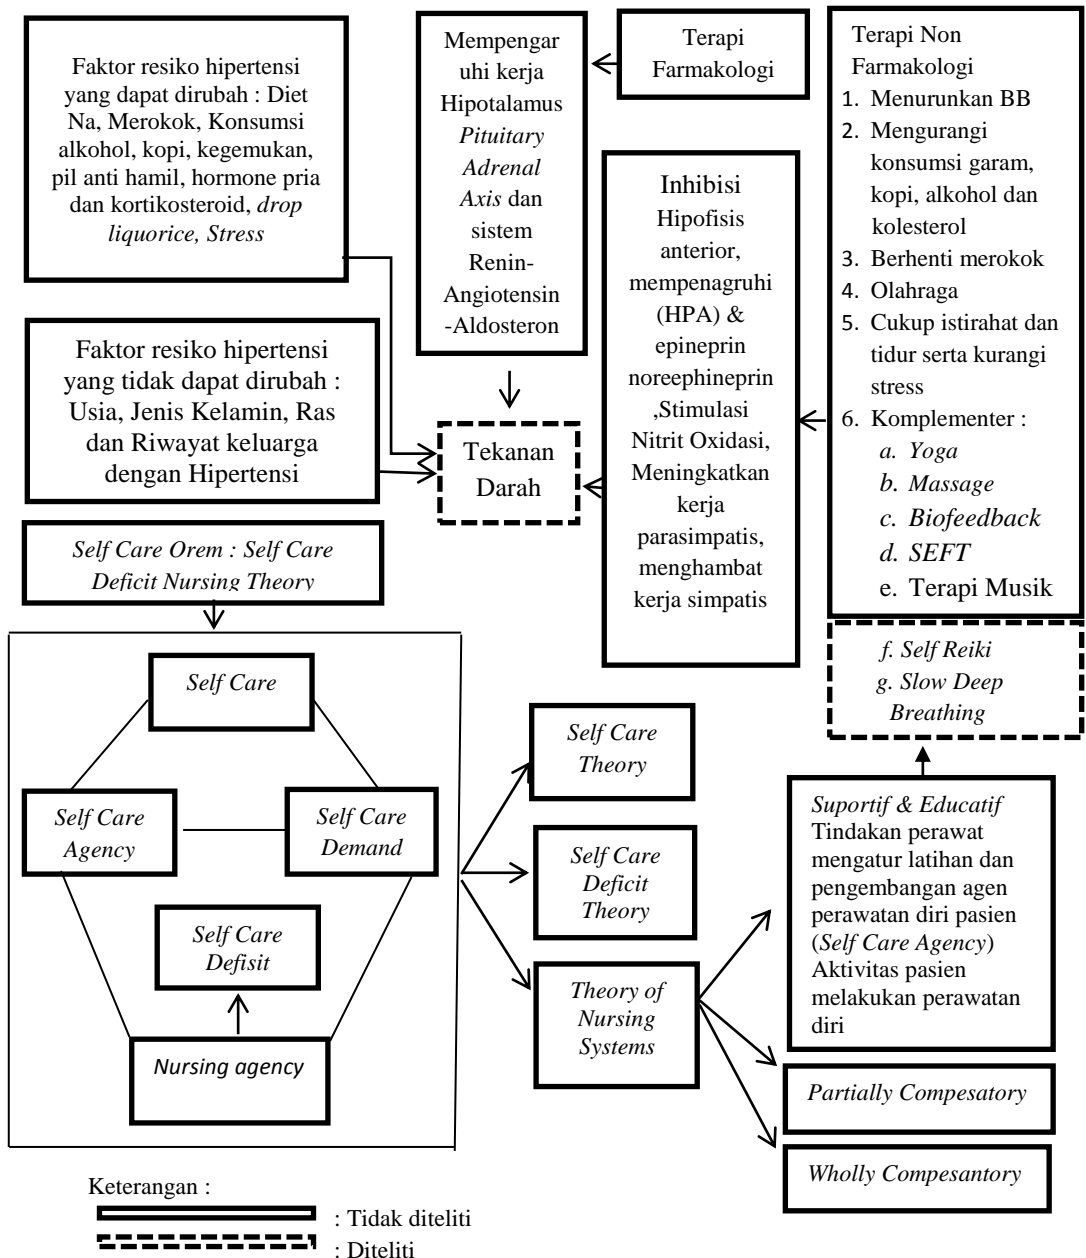 Faktor resiko hipertensi
yang dapat dirubah : Diet
Na, Merokok, Konsumsi
alkohol, kopi, kegemukan,
pil anti hamil, hormone pria
dan kortikosteroid, drop
liquorice, Stress
Mempengar
uhi kerja
Hipotalamus
Pituitary
Adrenal
Axis dan
sistem
Renin-
Angiotensin
-Aldosteron
Terapi
Farmakologi
Terapi Non
Farmakologi
1. Menurunkan BB
2. Mengurangi
konsumsi garam,
kopi, alkohol dan
kolesterol
3. Berhenti merokok
4. Olahraga
5. Cukup istirahat dan
tidur serta kurangi
stress
6. Komplementer :
a. Yoga
b. Massage
c. Biofeedback
d. SEFT
e. Terapi Musik
f. Self Reiki
g. Slow Deep
Breathing
Inhibisi
Hipofisis
anterior,
mempenagruhi
(HPA) &
epineprin
noreephineprin
,Stimulasi
Nitrit Oxidasi,
Meningkatkan
kerja
parasimpatis,
menghambat
kerja simpatis
Faktor resiko hipertensi
yang tidak dapat dirubah :
Usia, Jenis Kelamin, Ras
dan Riwayat keluarga
dengan Hipertensi
Tekanan
Darah
Self Care Orem : Self Care
Deficit Nursing Theory
Self Care
Self Care
Agency
Self Care
Demand
Self Care
Defisit
Nursing agency
Self Care
Theory
Self Care
Deficit
Theory
Theory of
Nursing
Systems
Suportif & Educatif
Tindakan perawat
mengatur latihan dan
pengembangan agen
perawatan diri pasien
(Self Care Agency)
Aktivitas pasien
melakukan perawatan
diri
Partially Compesatory
Wholly Compesantory
Keterangan :
: Tidak diteliti
: Diteliti